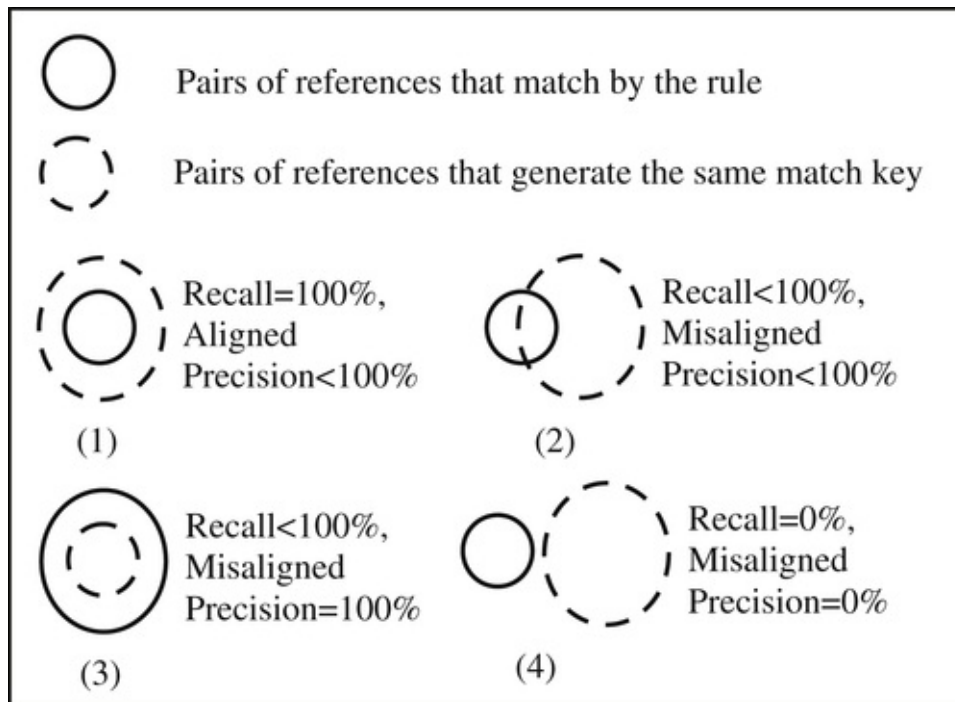 Pairs of references that match by the rule
Pairs of references that generate the same match key
Recall=100%,
Aligned
Precision<100%
(1)
Recall<100%,
Misaligned
Precision<100%
(2)
Recall<100%,
Misaligned
Precision=100%
(3)
Recall=0%,
Misaligned
Precision=0%
(4)